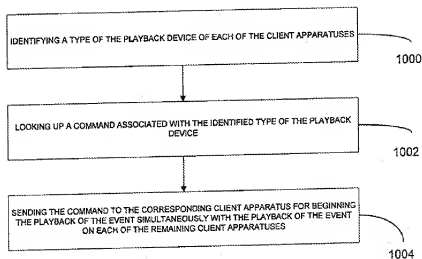 IDENTIFYING A TYPE OF THE PLAYBACK DEVICE OF EACH OF THE CLIENT APPARATUSES
1000
LOOKING UP A COMMAND ASSOCIATED WITH THE IDENTIFIED TYPE OF THE PLAYBACK
DEVICE
1002
SENDING THE COMMAND TO THE CORRESPONDING CLIENT APPARATUS FOR BEGINNING
THE PLAYBACK OF THE EVENT SIMULTANEOUSLY WITH THE PLAYBACK OF THE EVENT
ON EACH OF THE REMAINING CLIENT APPARATUSES
1004